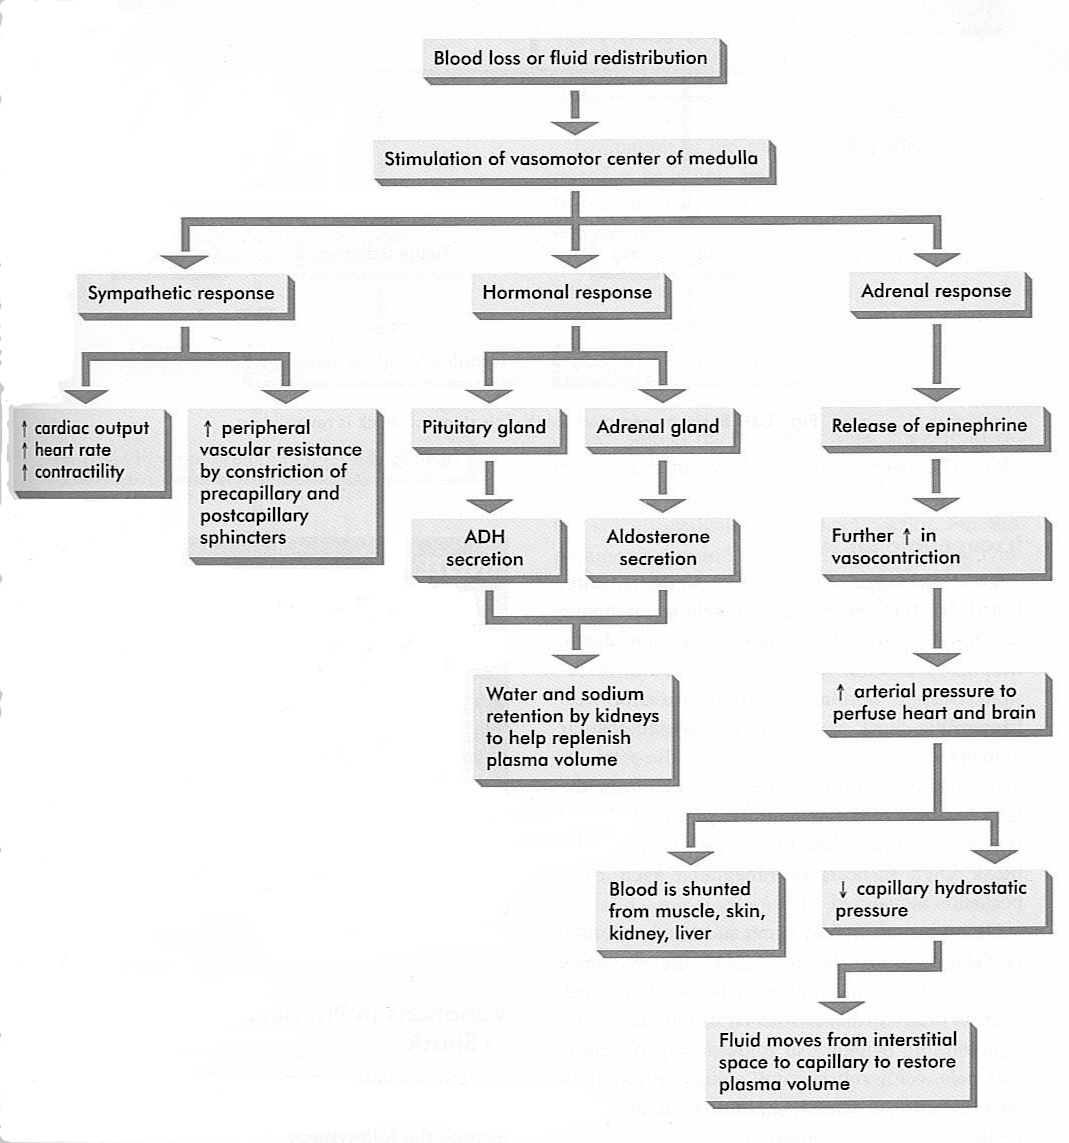 Blood loss or fluid redistribution
Stimulation of vasomotor center of medulla
Sympathetic response
Hormonal response
Adrenal response
↑ cardiac output
↑ heart rate
↑ contractility
↑ peripheral
vascular resistance
by constriction of
precapillary and
postcapillary
sphincters
Pituitary gland
Adrenal gland
Release of epinephrine
ADH
secretion
Aldosterone
secretion
Further ↑ in
vasocontriction
Water and sodium
retention by kidneys
to help replenish
plasma volume
↑ arterial pressure to
perfuse heart and brain
Blood is shunted
from muscle, skin,
kidney, liver
↓ capillary hydrostatic
pressure
Fluid moves from interstitial
space to capillary to restore
plasma volume